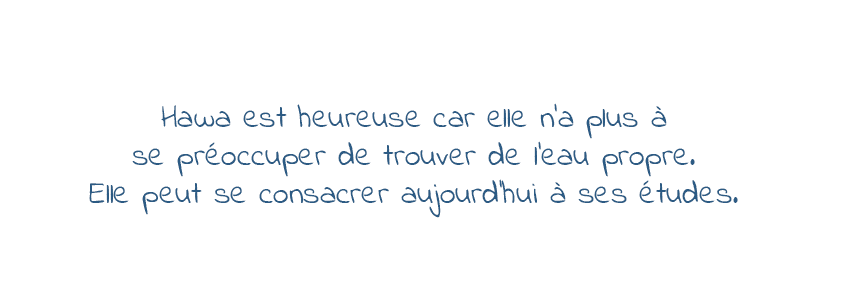 Hawa est heureuse car elle n'a plus à
se préoccuper de trouver de l'eau propre.
Elle peut se consacrer aujourd'hui à ses études.